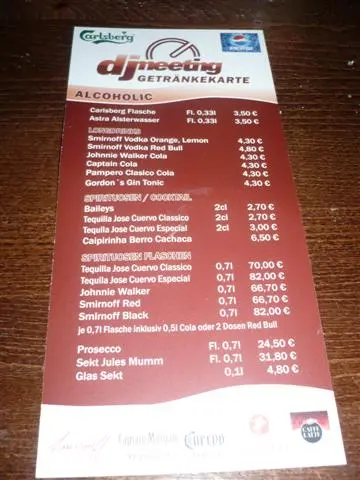 Carlsberg
PEPSI
dj meeting
GETRÄNKEKARTE
ALCOHOLIC
Carlsberg Flasche Fl. 0,33l 3,50 €
Astra Alsterwasser Fl. 0,33l 3,50 €
LONGDRINKS
Smirnoff Vodka Orange, Lemon 4,30 €
Smirnoff Vodka Red Bull 4,80 €
Johnnie Walker Cola 4,30 €
Captain Cola 4,30 €
Pampero Clasico Cola 4,30 €
Gordon´s Gin Tonic 4,30 €
SPIRITUOSEN / COCKTAIL
Baileys 2cl 2,70 €
Tequilla Jose Cuervo Classico 2cl 2,70 €
Tequilla Jose Cuervo Especial 2cl 3,00 €
Caipirinha Berro Cachaca 6,50 €
SPIRITUOSEN FLASCHEN
Tequilla Jose Cuervo Classico 0,7l 70,00 €
Tequilla Jose Cuervo Especial 0,7l 82,00 €
Johnnie Walker 0,7l 66,70 €
Smirnoff Red 0,7l 66,70 €
Smirnoff Black 0,7l 82,00 €
je 0,7l Flasche inklusiv 0,5l Cola oder 2 Dosen Red Bull
Prosecco Fl. 0,7l 24,50 €
Sekt Jules Mumm Fl. 0,7l 31,80 €
Glas Sekt 0,1l 4,80 €
Captain Morgan CUERVO CAFFE LATTE